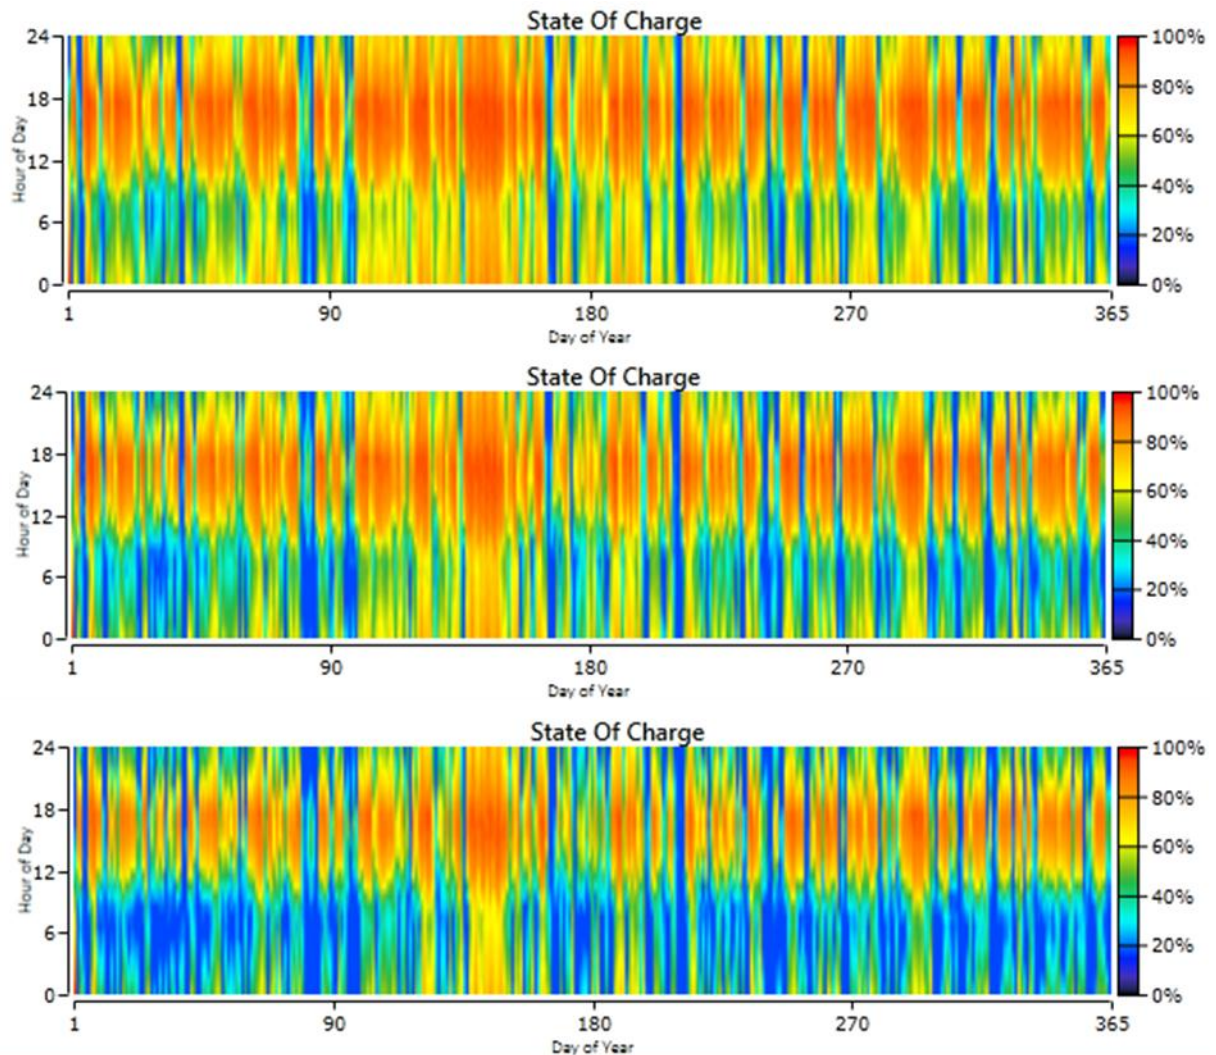 State Of Charge
24
18
12
6
0
Hour of Day
1 90 180 270 365
Day of Year
100%
80%
60%
40%
20%
0%
State Of Charge
24
18
12
6
0
Hour of Day
1 90 180 270 365
Day of Year
100%
80%
60%
40%
20%
0%
State Of Charge
24
18
12
6
0
Hour of Day
1 90 180 270 365
Day of Year
100%
80%
60%
40%
20%
0%